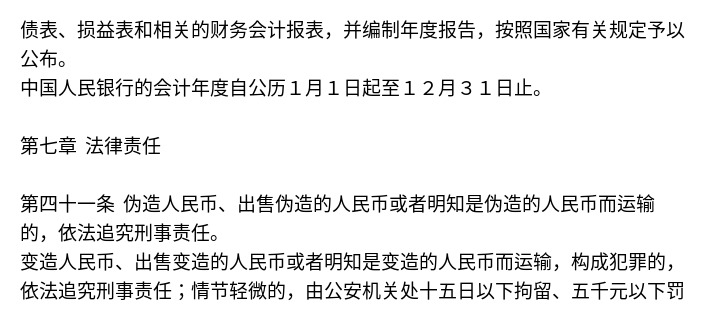 债表、损益表和相关的财务会计报表，并编制年度报告，按照国家有关规定予以
公布。
中国人民银行的会计年度自公历１月１日起至１２月３１日止。
第七章 法律责任
第四十一条 伪造人民币、出售伪造的人民币或者明知是伪造的人民币而运输
的，依法追究刑事责任。
变造人民币、出售变造的人民币或者明知是变造的人民币而运输，构成犯罪的，
依法追究刑事责任；情节轻微的，由公安机关处十五日以下拘留、五千元以下罚